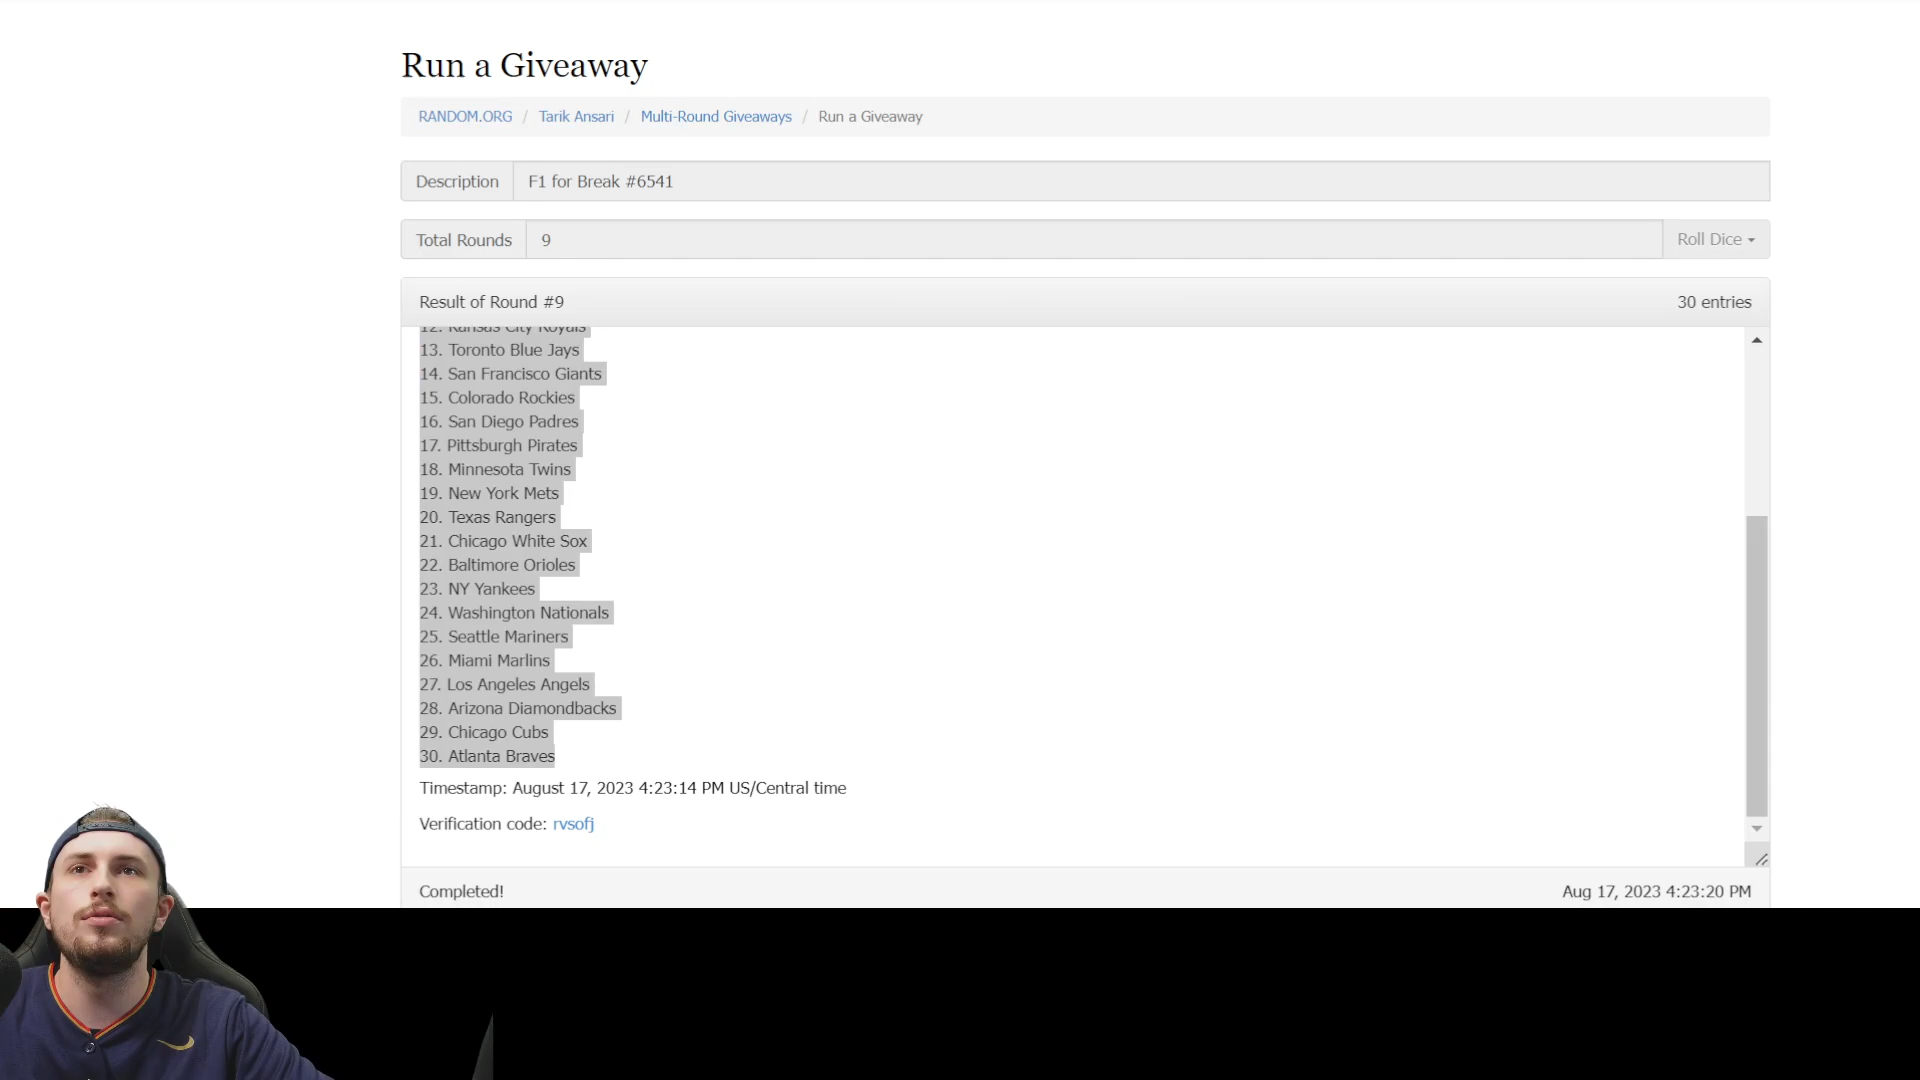 Run a Giveaway
RANDOM.ORG / Tarik Ansari / Multi-Round Giveaways / Run a Giveaway
Description F1 for Break #6541
Total Rounds 9 Roll Dice
Result of Round #9 30 entries
12. Kansas City Royals
13. Toronto Blue Jays
14. San Francisco Giants
15. Colorado Rockies
16. San Diego Padres
17. Pittsburgh Pirates
18. Minnesota Twins
19. New York Mets
20. Texas Rangers
21. Chicago White Sox
22. Baltimore Orioles
23. NY Yankees
24. Washington Nationals
25. Seattle Mariners
26. Miami Marlins
27. Los Angeles Angels
28. Arizona Diamondbacks
29. Chicago Cubs
30. Atlanta Braves
Timestamp: August 17, 2023 4:23:14 PM US/Central time
Verification code: rvsofj
Completed! Aug 17, 2023 4:23:20 PM